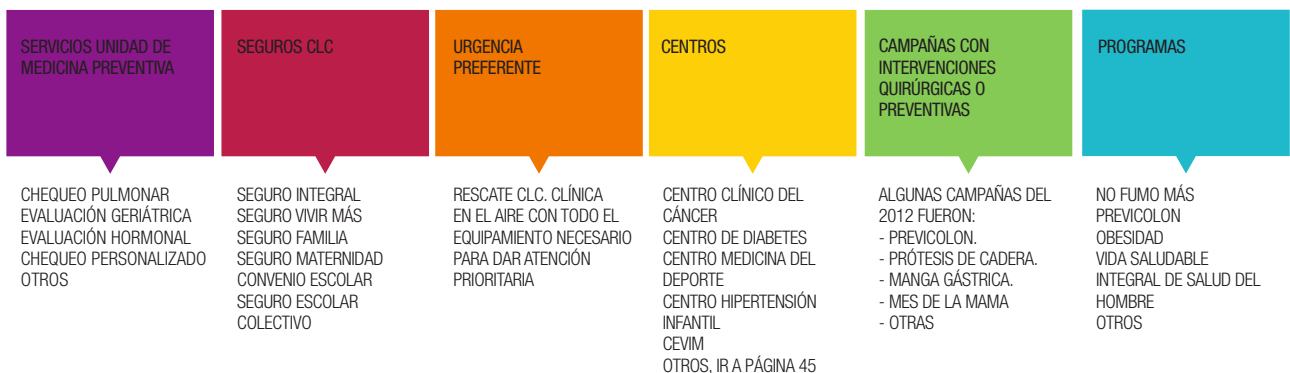 SERVICIOS UNIDAD DE
MEDICINA PREVENTIVA
CHEQUEO PULMONAR
EVALUACIÓN GERIÁTRICA
EVALUACIÓN HORMONAL
CHEQUEO PERSONALIZADO
OTROS
SEGUROS CLC
SEGURO INTEGRAL
SEGURO VIVIR MÁS
SEGURO FAMILIA
SEGURO MATERNIDAD
CONVENIO ESCOLAR
SEGURO ESCOLAR
COLECTIVO
URGENCIA
PREFERENTE
RESCATE CLC. CLÍNICA
EN EL AIRE CON TODO EL
EQUIPAMIENTO NECESARIO
PARA DAR ATENCIÓN
PRIORITARIA
CENTROS
CENTRO CLÍNICO DEL
CÁNCER
CENTRO DE DIABETES
CENTRO MEDICINA DEL
DEPORTE
CENTRO HIPERTENSIÓN
INFANTIL
CEVIM
OTROS, IR A PÁGINA 45
CAMPAÑAS CON
INTERVENCIONES
QUIRÚRGICAS O
PREVENTIVAS
ALGUNAS CAMPAÑAS DEL
2012 FUERON:
- PREVICOLON.
- PRÓTESIS DE CADERA.
- MANGA GÁSTRICA.
- MES DE LA MAMA
- OTRAS
PROGRAMAS
NO FUMO MÁS
PREVICOLON
OBESIDAD
VIDA SALUDABLE
INTEGRAL DE SALUD DEL
HOMBRE
OTROS